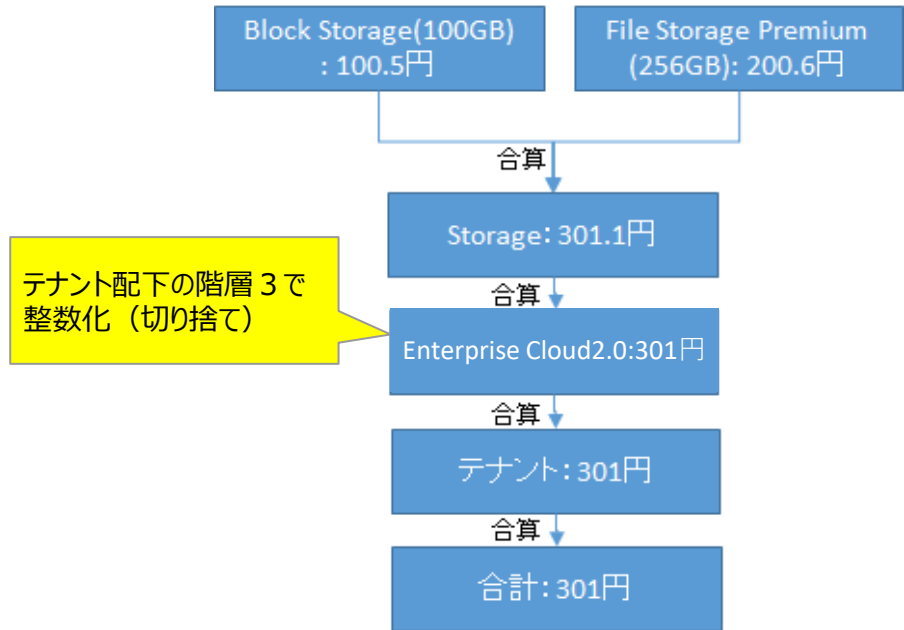 Block Storage(100GB)
: 100.5円
File Storage Premium
(256GB): 200.6円
合算
Storage: 301.1円
合算
テナント配下の階層３で
整数化（切り捨て）
Enterprise Cloud2.0:301円
合算
テナント: 301円
合算
合計: 301円